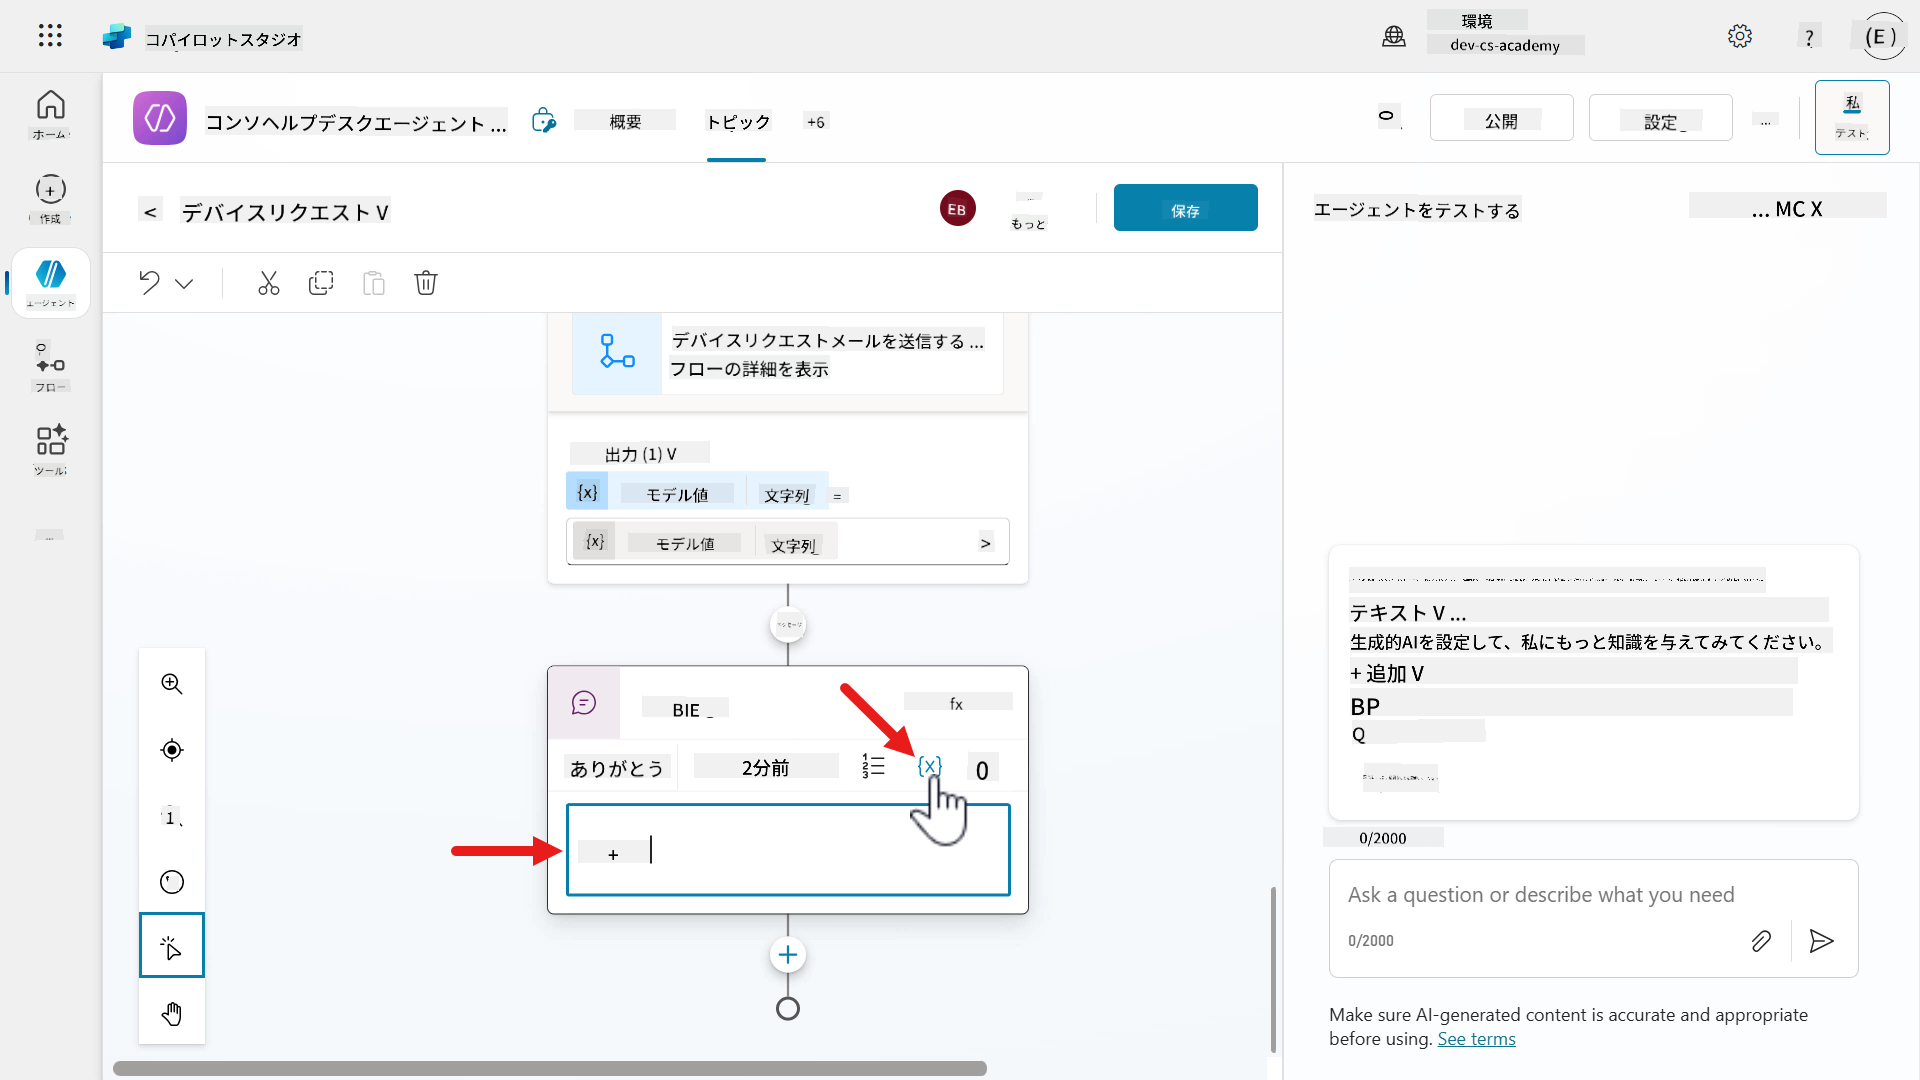 コパイロットスタジオ
環境
dev-cs-academy
?
(E )
ホーム
作成
エージェント
フロー
ツール
コンソヘルプデスクエージェント ...
概要
トピック
+6
公開
設定
...
私
テスト
<
デバイスリクエスト V
EB
もっと
保存
エージェントをテストする
... MC X
デバイスリクエストメールを送信する ...
フローの詳細を表示
出力 (1) V
{x} モデル値 文字列 =
{x} モデル値 文字列 >
メッセージ
BIE
fx
ありがとう
2分前
{x}
0
+
1
テキスト V ...
生成的AIを設定して、私にもっと知識を与えてみてください。
+ 追加 V
BP
Q
0/2000
Ask a question or describe what you need
0/2000
Make sure AI-generated content is accurate and appropriate
before using. See terms